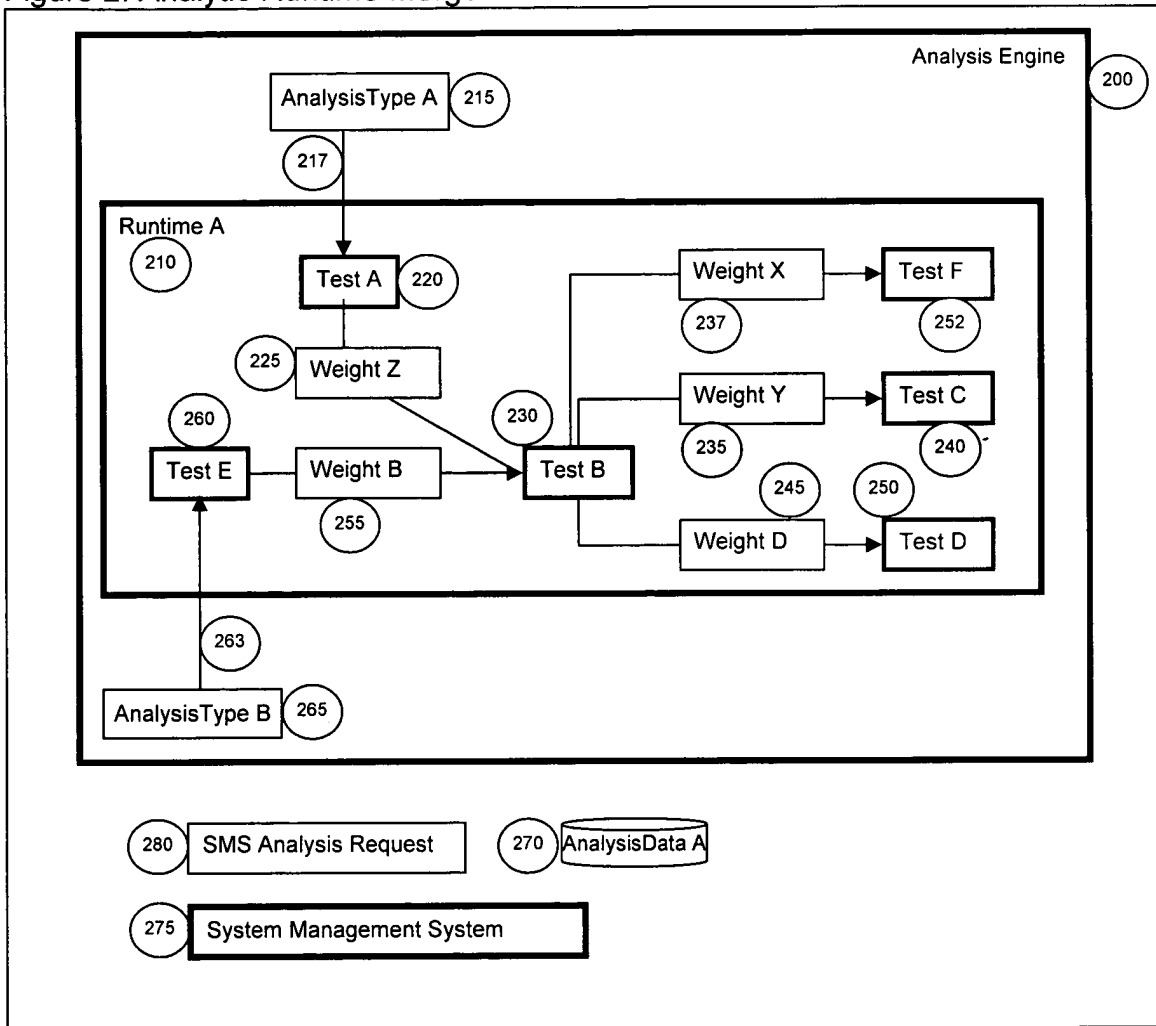 Figure 2: Analytic Runtime Merge
Analysis Engine
200
AnalysisType A
215
217
Runtime A
210
Test A
220
Weight X
237
Test F
252
225
Weight Z
Weight Y
235
Test C
240
260
Test E
Weight B
255
230
Test B
245
250
Weight D
Test D
263
AnalysisType B
265
280
SMS Analysis Request
270
AnalysisData A
275
System Management System